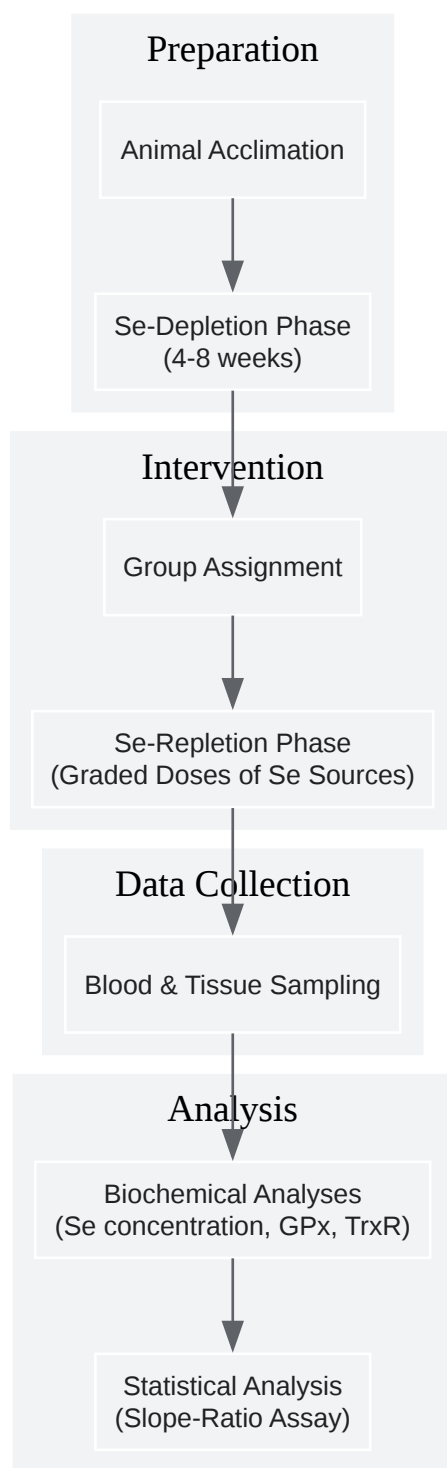 Preparation
Animal Acclimation
Se-Depletion Phase
(4-8 weeks)
Intervention
Group Assignment
Se-Repletion Phase
(Graded Doses of Se Sources)
Data Collection
Blood & Tissue Sampling
Analysis
Biochemical Analyses
(Se concentration, GPx, TrxR)
Statistical Analysis
(Slope-Ratio Assay)